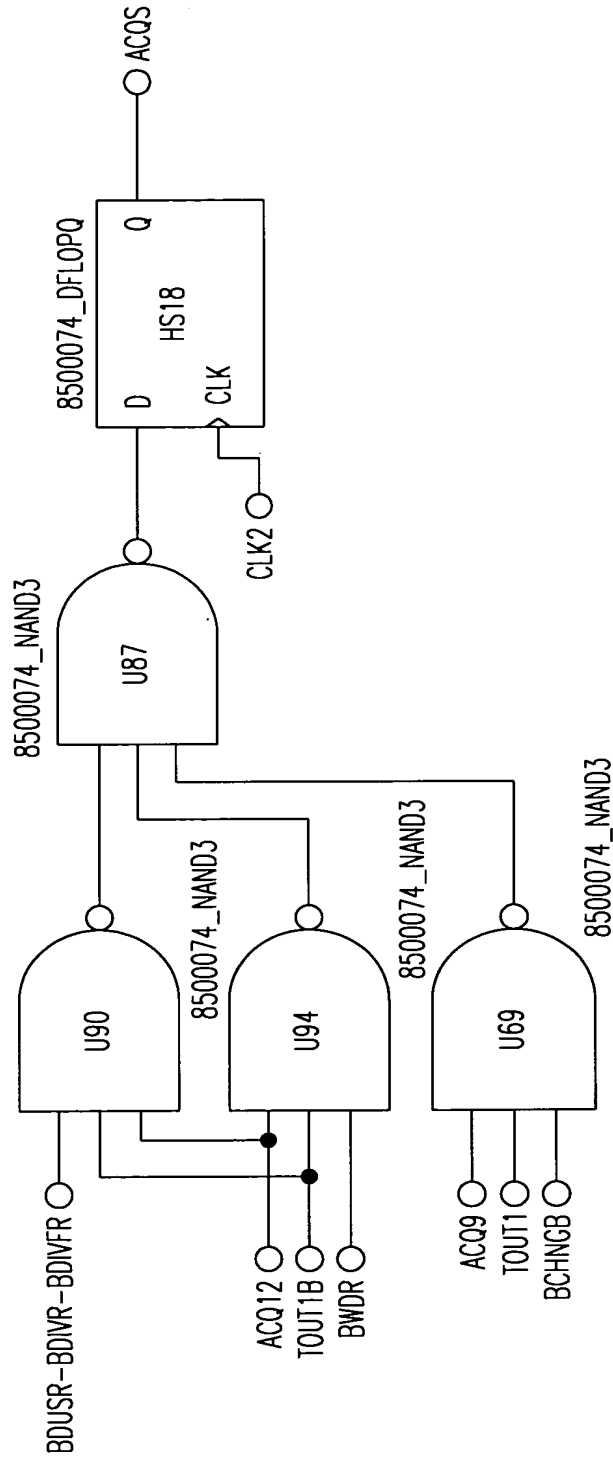 BDUSR-BDIVR-BDIVFR
ACQ12
TOUT1B
BWDR
ACQ9
TOUT1
BCHNGB
U90
8500074_NAND3
U94
8500074_NAND3
U69
8500074_NAND3
8500074_NAND3
U87
CLK2
8500074_DFLOPQ
D
Q
HS18
CLK
ACQS